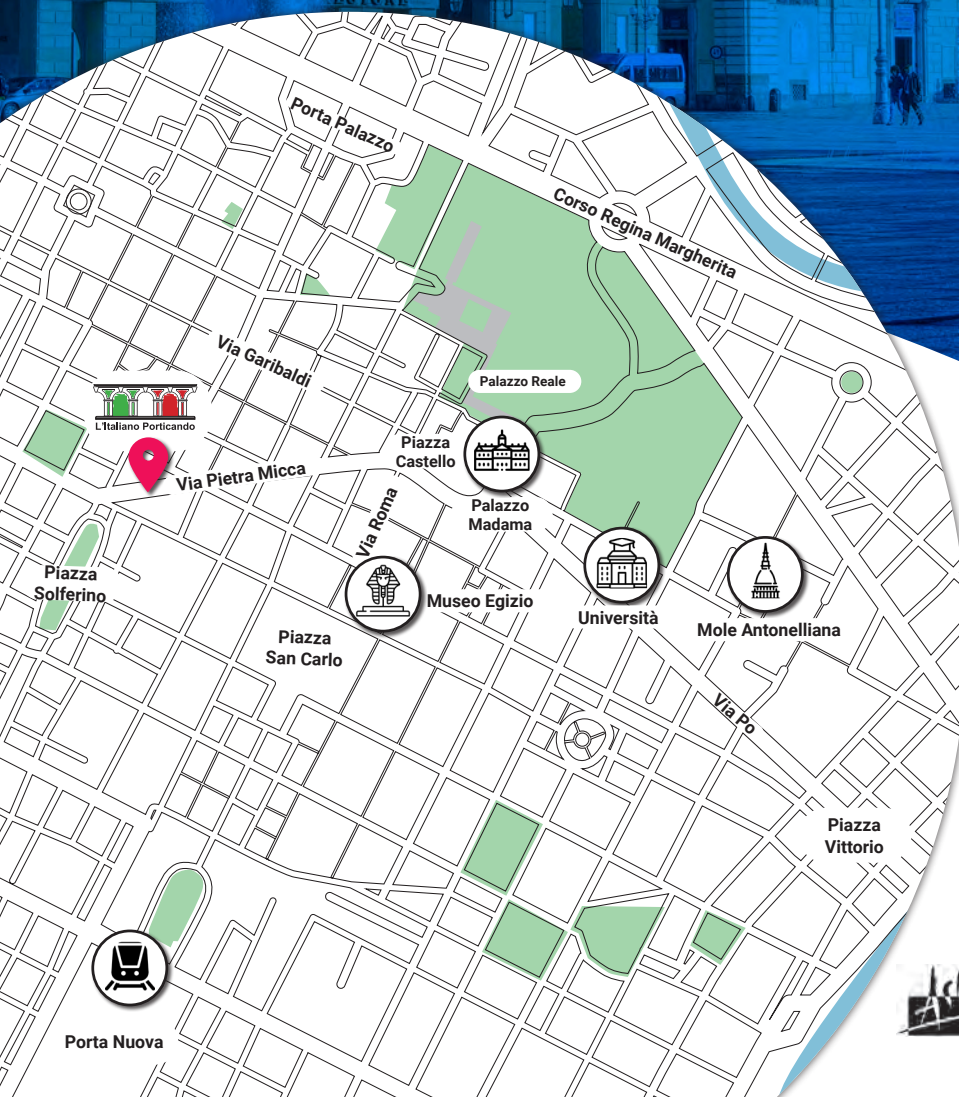 Porta Palazzo
Corso Regina Margherita
Via Garibaldi
Palazzo Reale
L'Italiano Porticando
Piazza
Castello
Via Pietra Micca
Palazzo
Madama
Via Roma
Piazza
Solferino
Museo Egizio
Università
Mole Antonelliana
Piazza
San Carlo
Via Po
Piazza
Vittorio
Porta Nuova